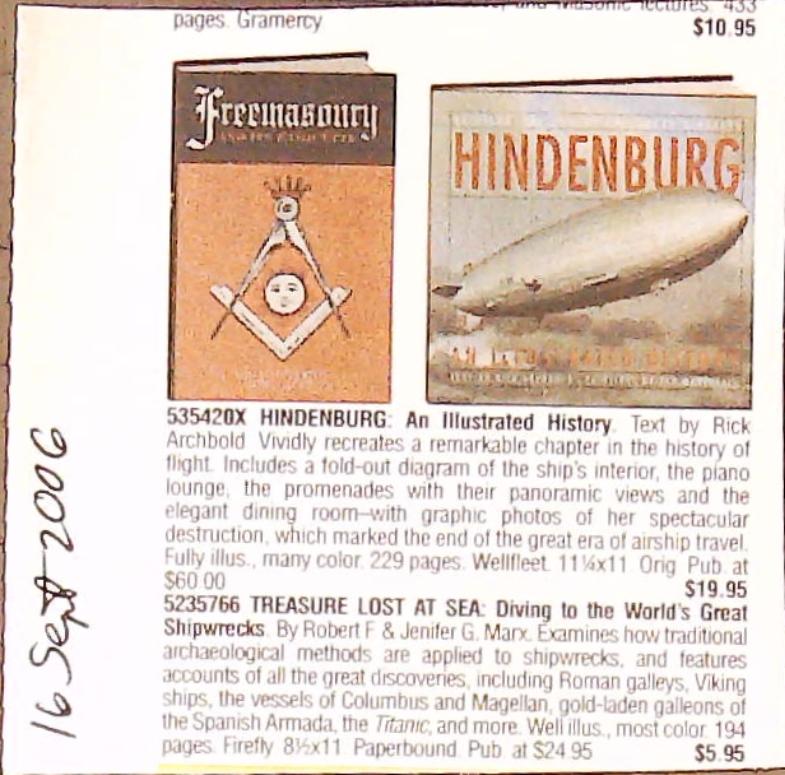 and Masonic lectures 433
pages. Gramercy
$10.95
Freemasonry
HINDENBURG
AN ILLUSTRATED HISTORY
535420X HINDENBURG: An Illustrated History. Text by Rick
Archbold Vividly recreates a remarkable chapter in the history of
flight. Includes a fold-out diagram of the ship's interior, the piano
lounge, the promenades with their panoramic views and the
elegant dining room–with graphic photos of her spectacular
destruction, which marked the end of the great era of airship travel.
Fully illus., many color. 229 pages. Wellfleet. 11¼x11 Orig Pub. at
$60.00 $19.95
5235766 TREASURE LOST AT SEA: Diving to the World's Great
Shipwrecks. By Robert F & Jenifer G. Marx. Examines how traditional
archaeological methods are applied to shipwrecks, and features
accounts of all the great discoveries, including Roman galleys, Viking
ships, the vessels of Columbus and Magellan, gold-laden galleons of
the Spanish Armada, the Titanic, and more. Well illus., most color 194
pages. Firefly 8½x11 Paperbound Pub. at $24.95 $5.95
16 Sept 2006